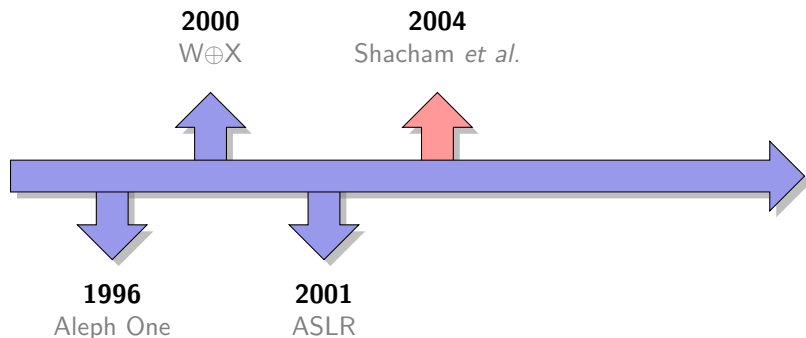 2000
W⊕X
2004
Shacham et al.
1996
Aleph One
2001
ASLR